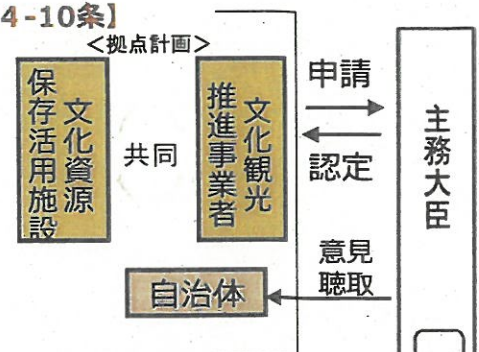 4-10条】
＜拠点計画＞
文化資源
保存活用施設
共同
文化観光
推進事業者
申請
認定
主務大臣
意見
聴取
自治体